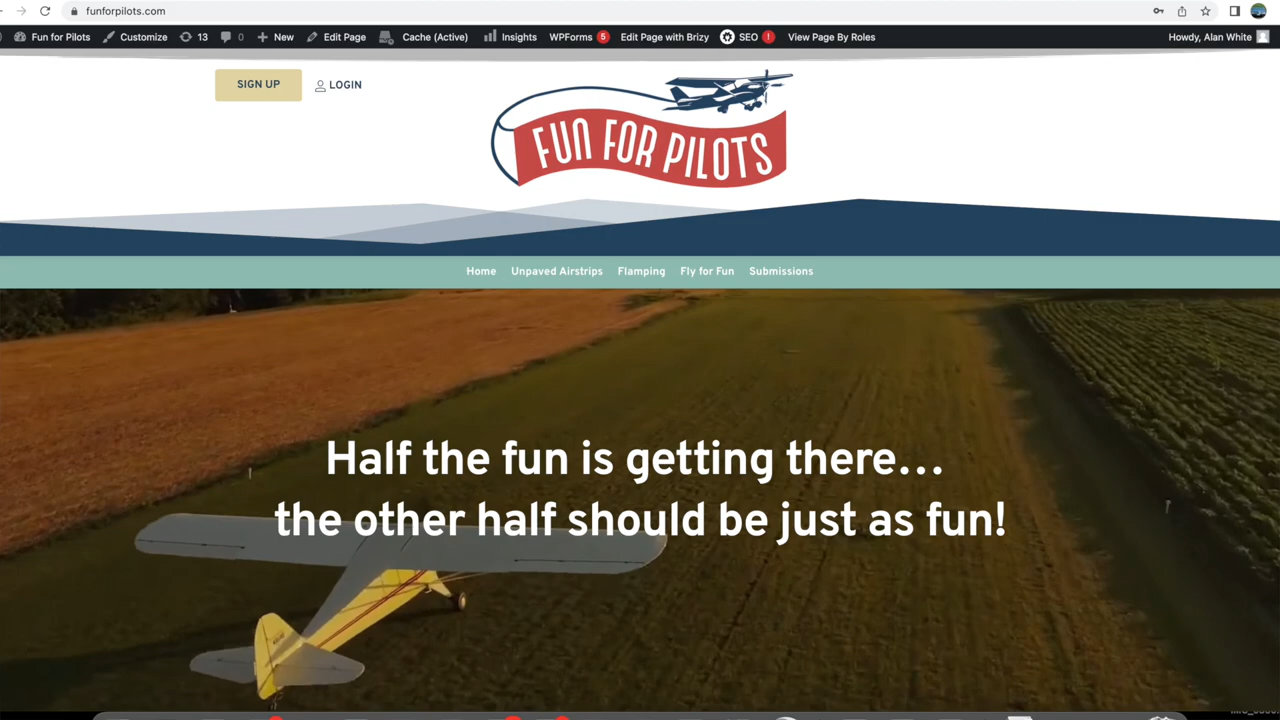 funforpilots.com
Fun for Pilots Customize 13 0 New Edit Page Cache (Active) Insights WPForms 5 Edit Page with Brizy SEO ! View Page By Roles Howdy, Alan White
SIGN UP LOGIN
FUN FOR PILOTS
Home Unpaved Airstrips Flamping Fly for Fun Submissions
Half the fun is getting there...
the other half should be just as fun!